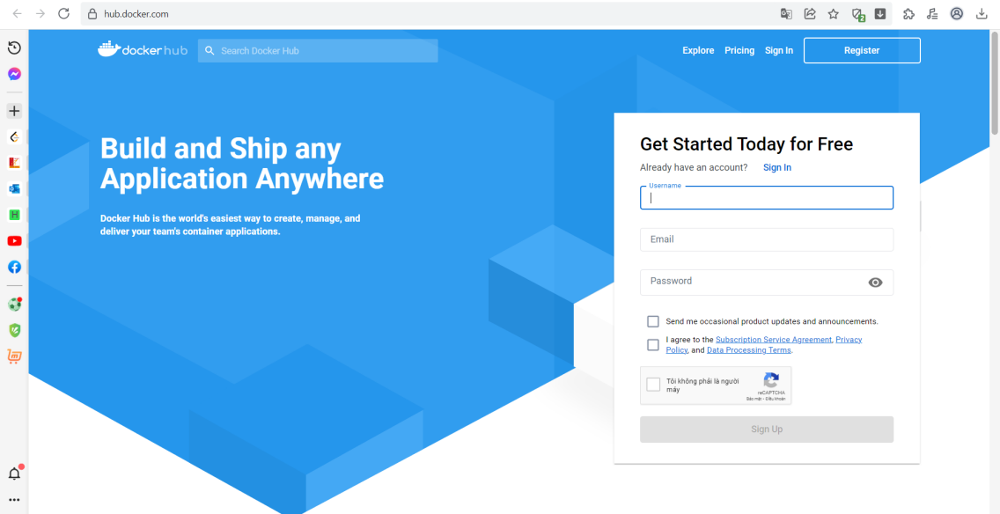 hub.docker.com
2
docker hub
Search Docker Hub
Explore
Pricing
Sign In
Register
Build and Ship any
Application Anywhere
Docker Hub is the world's easiest way to create, manage, and
deliver your team's container applications.
Get Started Today for Free
Already have an account? Sign In
Username
Email
Password
Send me occasional product updates and announcements.
I agree to the Subscription Service Agreement, Privacy
Policy, and Data Processing Terms.
Tôi không phải là người
máy
reCAPTCHA
Bảo mật - Điều khoản
Sign Up
H